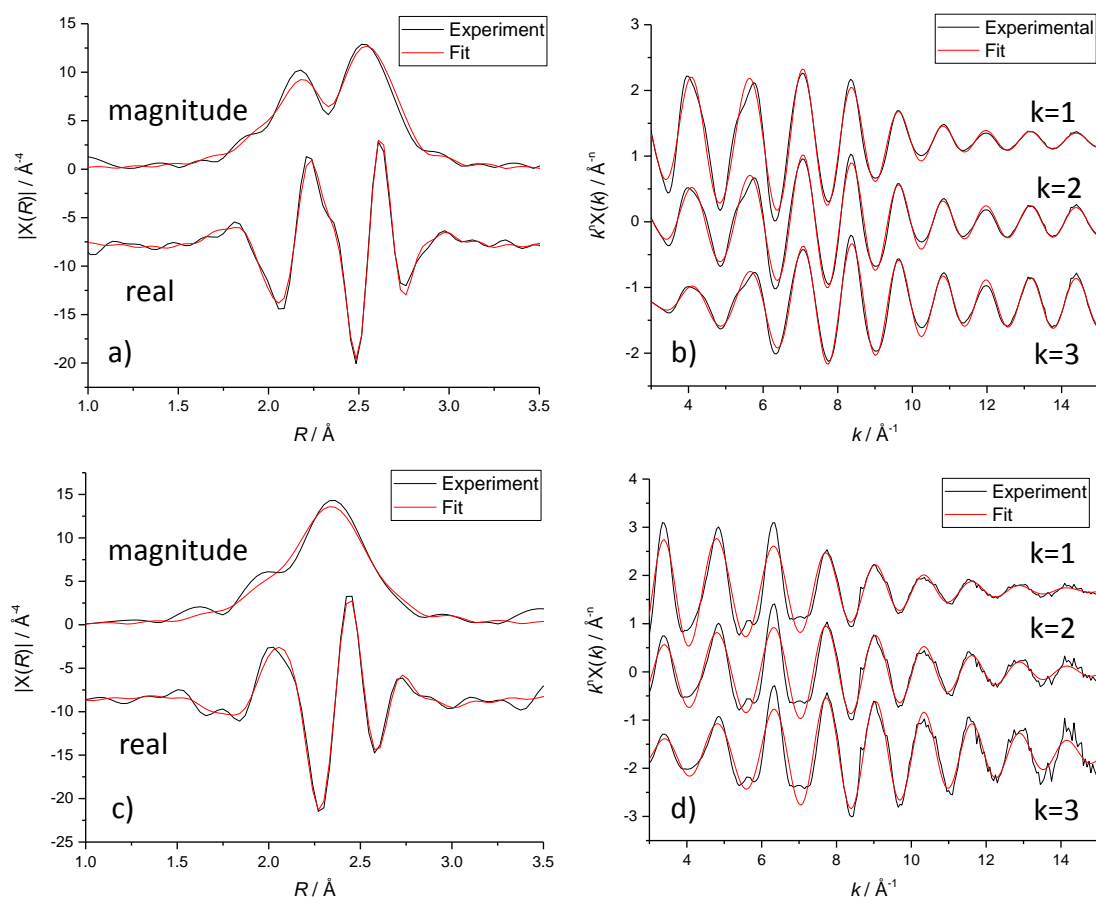 15
10
5
0
-5
-10
-15
-20
|X(R)| / Å⁻⁴
Experiment
Fit
magnitude
real
a)
1.0 1.5 2.0 2.5 3.0 3.5
R / Å
4
2
0
-2
kⁿX(k) / Å⁻ⁿ
Experimental
Fit
k=1
k=2
k=3
b)
4 6 8 10 12 14
k / Å⁻¹
15
10
5
0
-5
-10
-15
-20
-25
|X(R)| / Å⁻⁴
Experiment
Fit
magnitude
real
c)
1.0 1.5 2.0 2.5 3.0 3.5
R / Å
4
3
2
1
0
-1
-2
-3
kⁿX(k) / Å⁻ⁿ
Experiment
Fit
k=1
k=2
k=3
d)
4 6 8 10 12 14
k / Å⁻¹